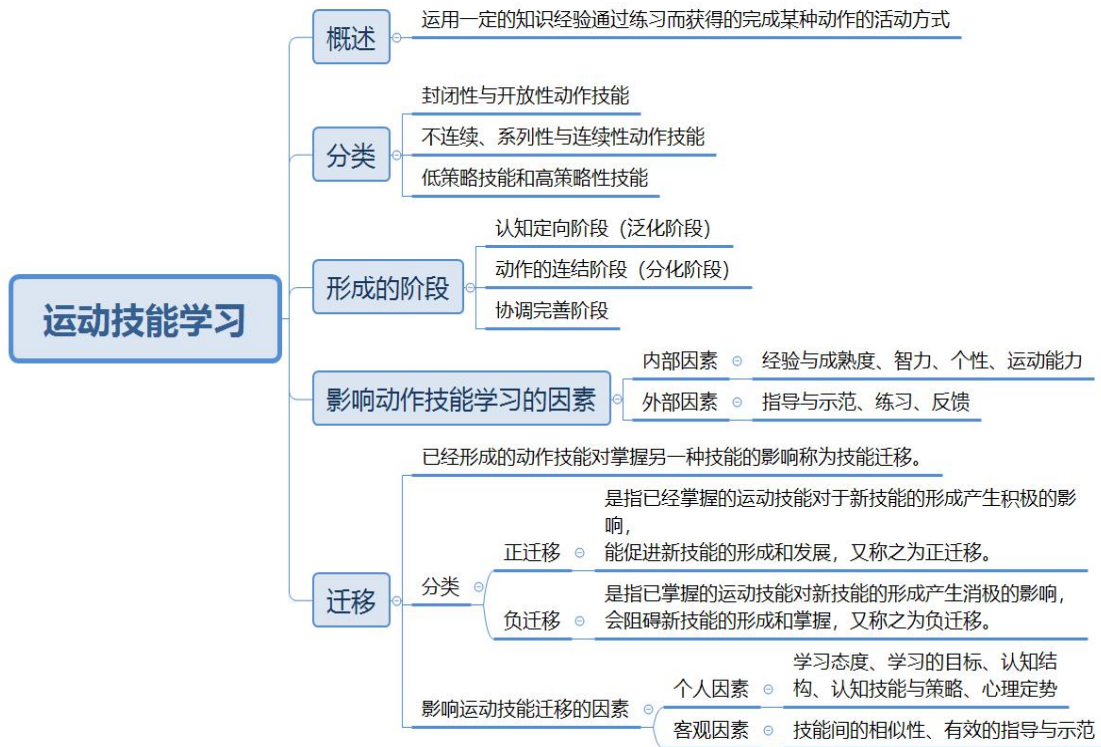 运动技能学习
概述
运用一定的知识经验通过练习而获得的完成某种动作的活动方式
分类
封闭性与开放性动作技能
不连续、系列性与连续性动作技能
低策略技能和高策略性技能
形成的阶段
认知定向阶段（泛化阶段）
动作的连结阶段（分化阶段）
协调完善阶段
影响动作技能学习的因素
内部因素
经验与成熟度、智力、个性、运动能力
外部因素
指导与示范、练习、反馈
迁移
已经形成的动作技能对掌握另一种技能的影响称为技能迁移。
分类
正迁移
是指已经掌握的运动技能对于新技能的形成产生积极的影
响，
能促进新技能的形成和发展，又称之为正迁移。
负迁移
是指已掌握的运动技能对新技能的形成产生消极的影响，
会阻碍新技能的形成和掌握，又称之为负迁移。
影响运动技能迁移的因素
个人因素
学习态度、学习的目标、认知结
构、认知技能与策略、心理定势
客观因素
技能间的相似性、有效的指导与示范